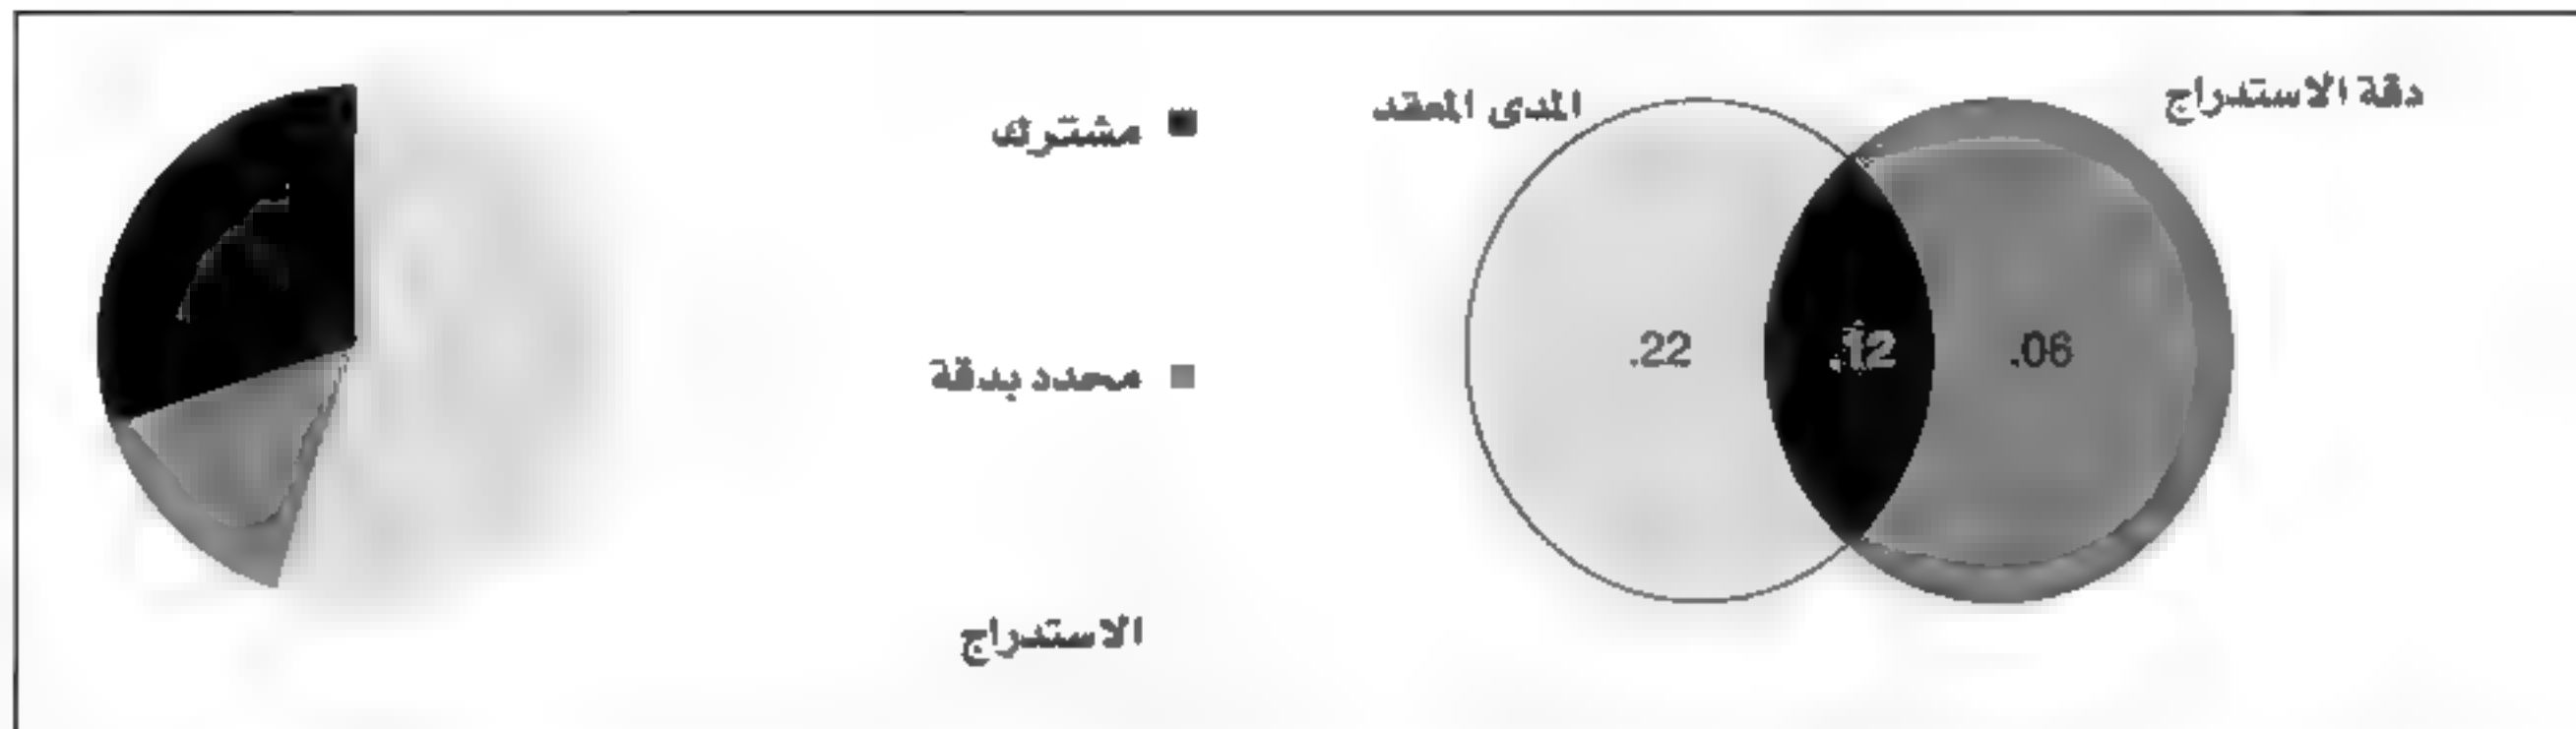 دقة الاستدراج
المدى المعقد
.22
.12
.06
مشترك
محدد بدقة
الاستدراج